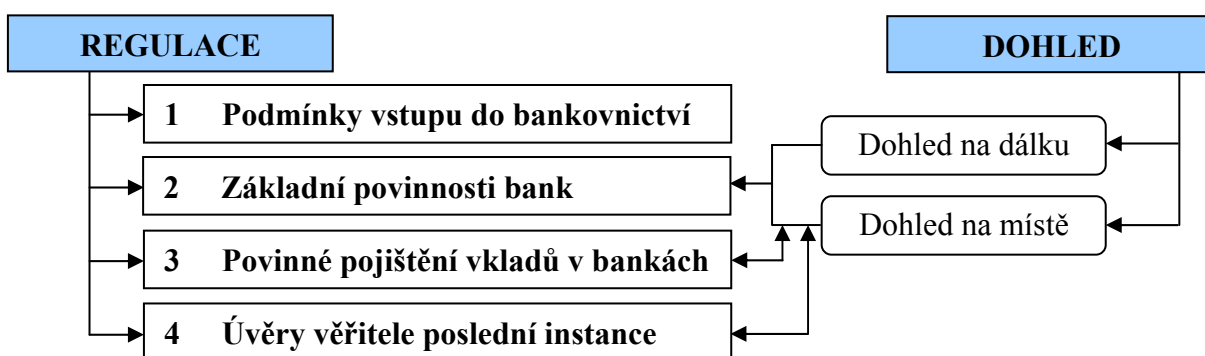 REGULACE
DOHLED
1 Podmínky vstupu do bankovnictví
Dohled na dálku
2 Základní povinnosti bank
Dohled na místě
3 Povinné pojištění vkladů v bankách
4 Úvěry věřitele poslední instance